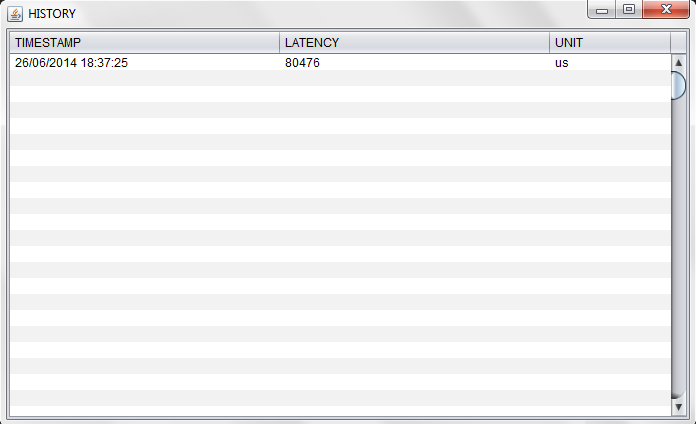 HISTORY
TIMESTAMP LATENCY UNIT
26/06/2014 18:37:25 80476 us